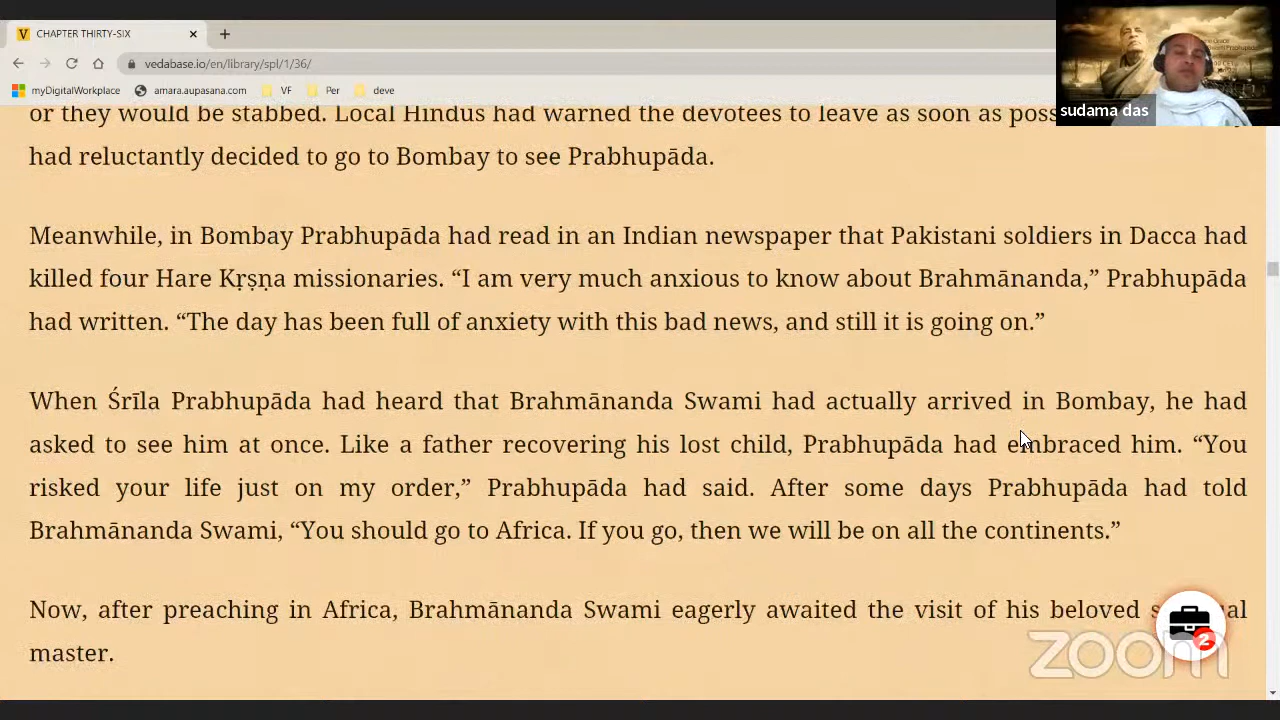 CHAPTER THIRTY-SIX
vedabase.io/en/library/spl/1/36/
myDigitalWorkplace amara.aupasana.com VF Per deve
sudama das
or they would be stabbed. Local Hindus had warned the devotees to leave as soon as
had reluctantly decided to go to Bombay to see Prabhupāda.
Meanwhile, in Bombay Prabhupāda had read in an Indian newspaper that Pakistani soldiers in Dacca had
killed four Hare Kṛṣṇa missionaries. “I am very much anxious to know about Brahmānanda,” Prabhupāda
had written. “The day has been full of anxiety with this bad news, and still it is going on.”
When Śrīla Prabhupāda had heard that Brahmānanda Swami had actually arrived in Bombay, he had
asked to see him at once. Like a father recovering his lost child, Prabhupāda had embraced him. “You
risked your life just on my order,” Prabhupāda had said. After some days Prabhupāda had told
Brahmānanda Swami, “You should go to Africa. If you go, then we will be on all the continents.”
Now, after preaching in Africa, Brahmānanda Swami eagerly awaited the visit of his beloved
master.
2
zoom